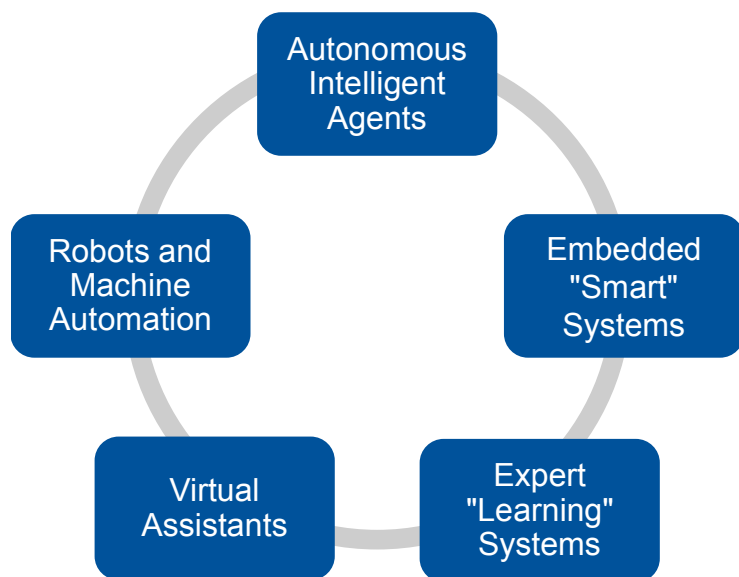 Autonomous
Intelligent
Agents
Embedded
"Smart"
Systems
Expert
"Learning"
Systems
Virtual
Assistants
Robots and
Machine
Automation